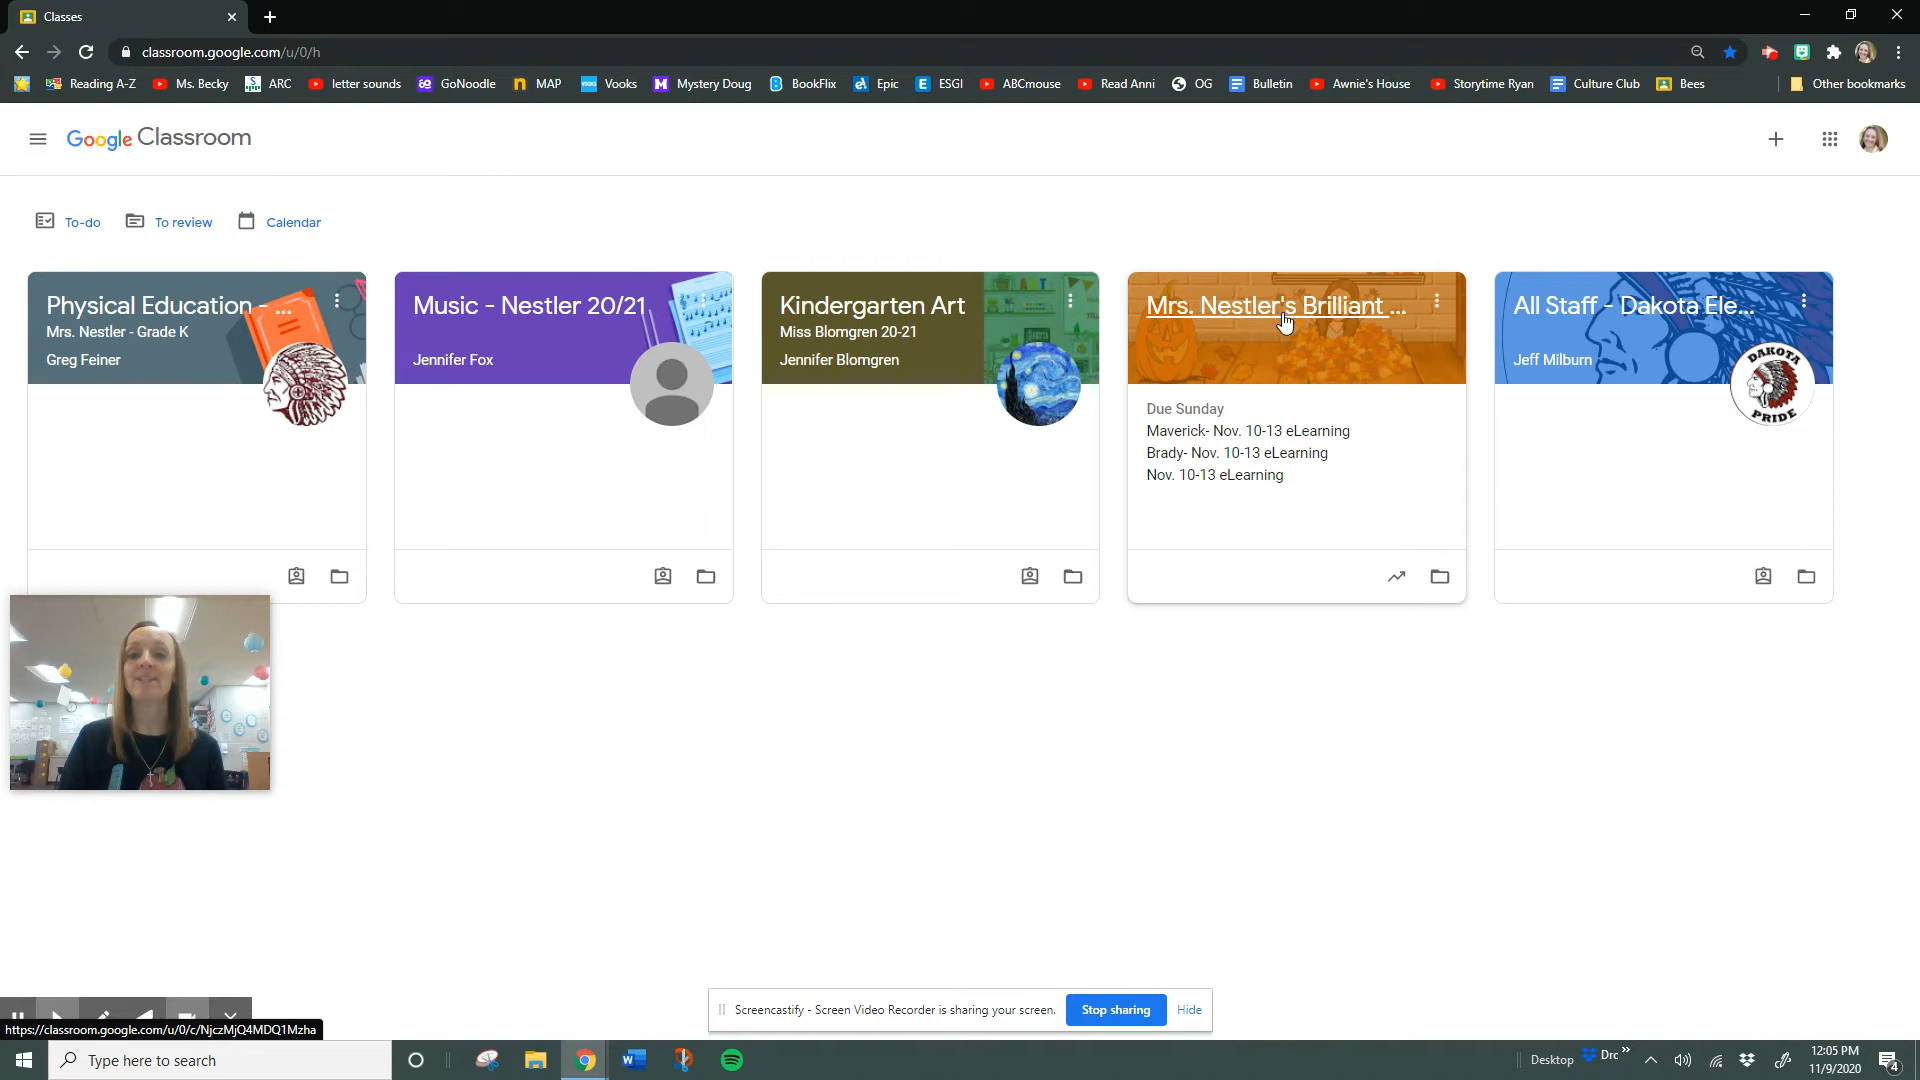 Classes
classroom.google.com/u/0/h
Reading A-Z
Ms. Becky
ARC
letter sounds
GoNoodle
MAP
Vooks
Mystery Doug
BookFlix
Epic
ESGI
ABCmouse
Read Anni
OG
Bulletin
Awnie's House
Storytime Ryan
Culture Club
Bees
Other bookmarks
Google Classroom
To-do
To review
Calendar
Physical Education - ...
Mrs. Nestler - Grade K
Greg Feiner
Music - Nestler 20/21
Jennifer Fox
Kindergarten Art
Miss Blomgren 20-21
Jennifer Blomgren
Mrs. Nestler's Brilliant ...
Due Sunday
Maverick- Nov. 10-13 eLearning
Brady- Nov. 10-13 eLearning
Nov. 10-13 eLearning
All Staff - Dakota Ele...
Jeff Milburn
DAKOTA
PRIDE
Screencastify - Screen Video Recorder is sharing your screen.
Stop sharing
Hide
https://classroom.google.com/u/0/c/NjczMjQ4MDQ1Mzha
Type here to search
Desktop
Drc
12:05 PM
11/9/2020
4